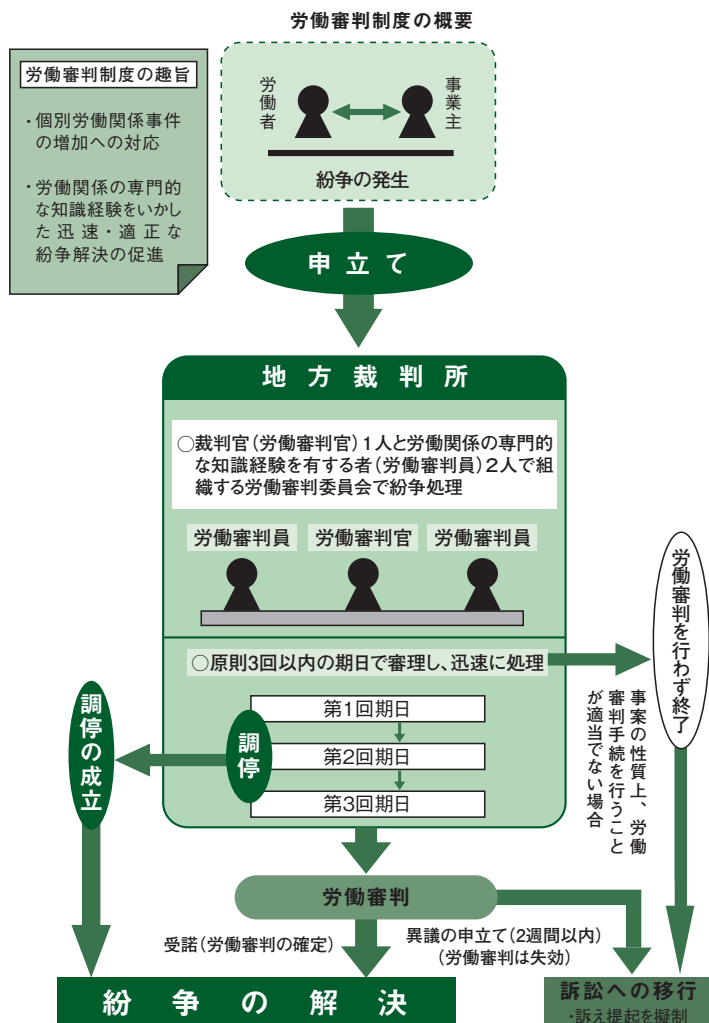 労働審判制度の概要
労働審判制度の趣旨
・個別労働関係事件
の増加への対応
・労働関係の専門的
な知識経験をいかし
た迅速・適正な
紛争解決の促進
労働者
事業主
紛争の発生
申立て
地方裁判所
○裁判官(労働審判官)1人と労働関係の専門的
な知識経験を有する者(労働審判員)2人で組
織する労働審判委員会で紛争処理
労働審判員
労働審判官
労働審判員
○原則3回以内の期日で審理し、迅速に処理
第1回期日
第2回期日
第3回期日
調停
調停の成立
労働審判を行わず終了
事案の性質上、労働
審判手続を行うこと
が適当でない場合
労働審判
受諾(労働審判の確定)
異議の申立て(2週間以内)
(労働審判は失効)
紛争の解決
訴訟への移行
・訴え提起を擬制